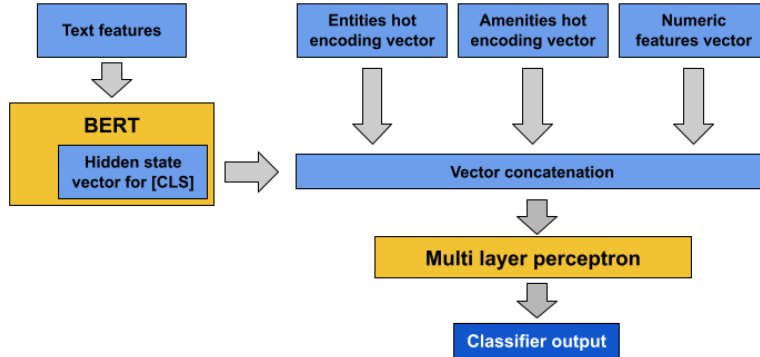 Text features
Entities hot
encoding vector
Amenities hot
encoding vector
Numeric
features vector
BERT
Hidden state
vector for [CLS]
Vector concatenation
Multi layer perceptron
Classifier output